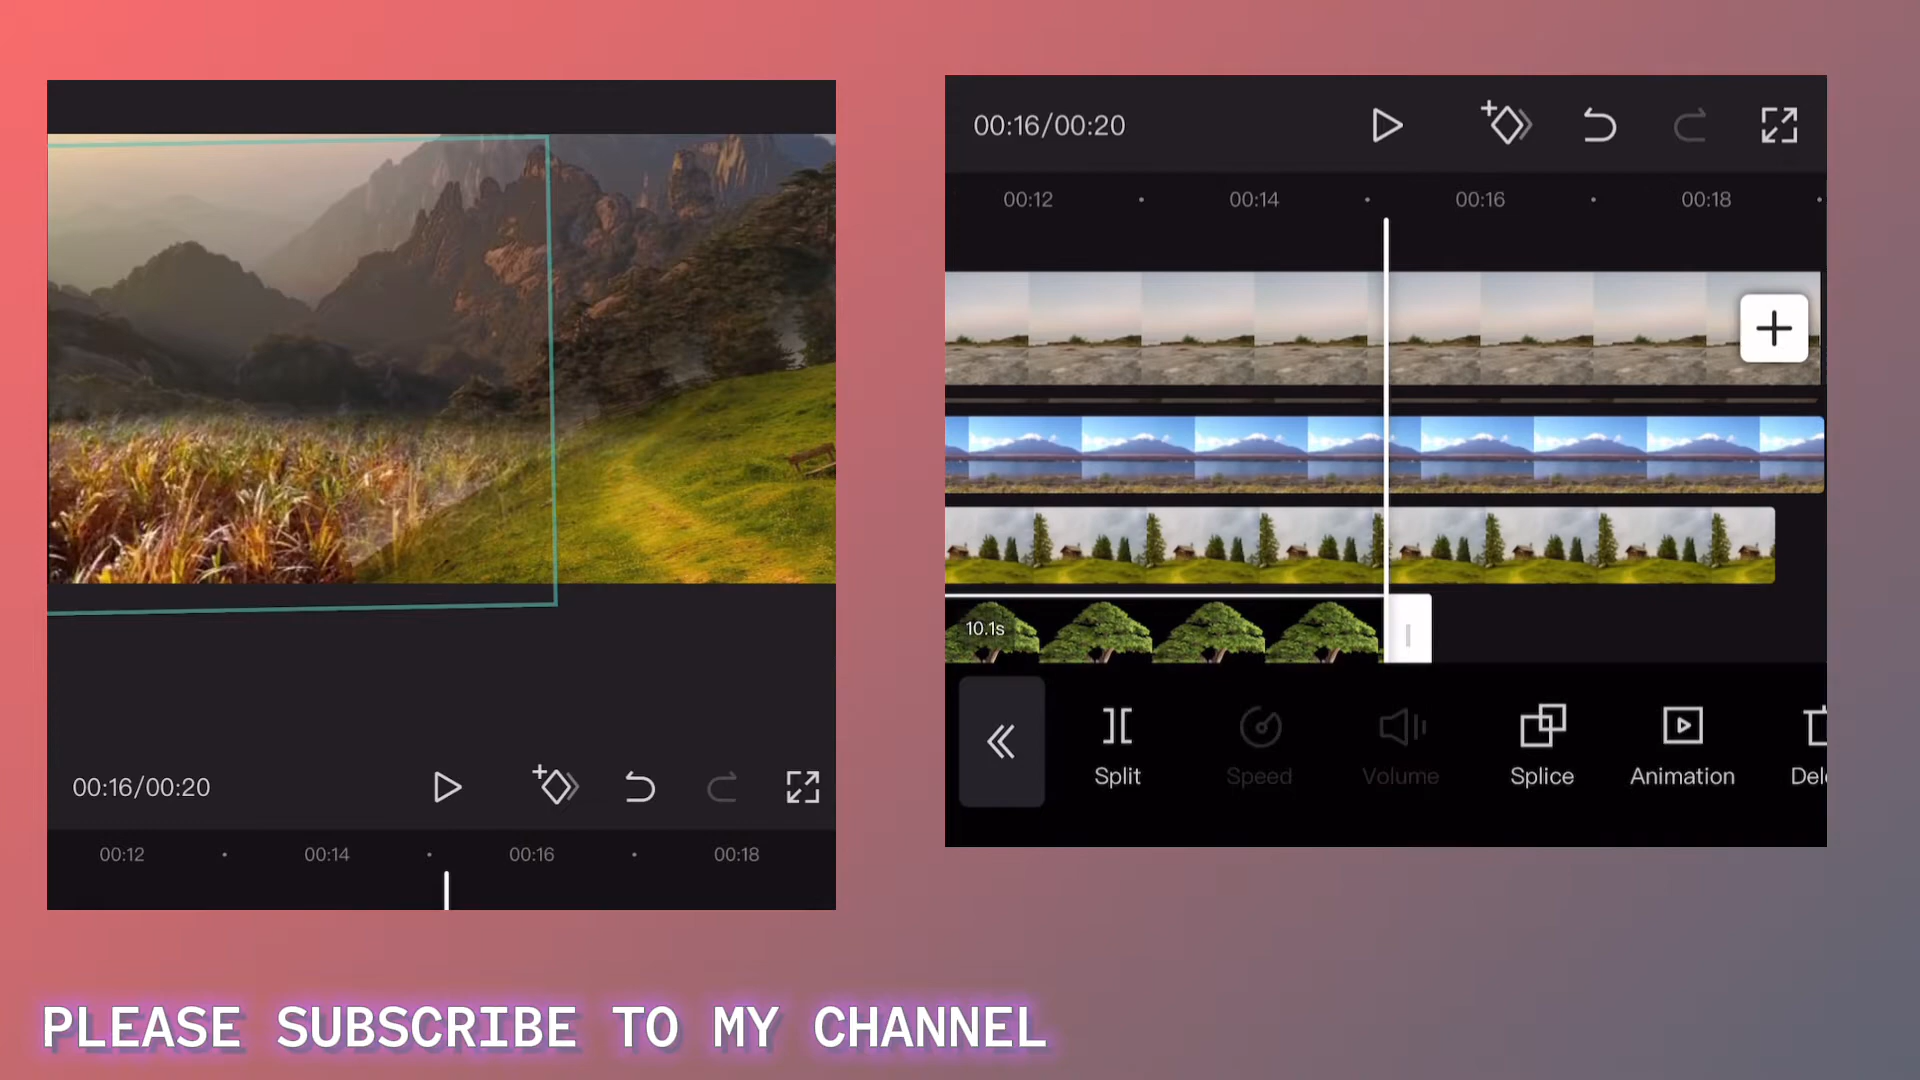 00:16/00:20
00:12
00:14
00:16
00:18
00:16/00:20
00:12
00:14
00:16
00:18
10.1s
Split
Speed
Volume
Splice
Animation
Del
PLEASE SUBSCRIBE TO MY CHANNEL